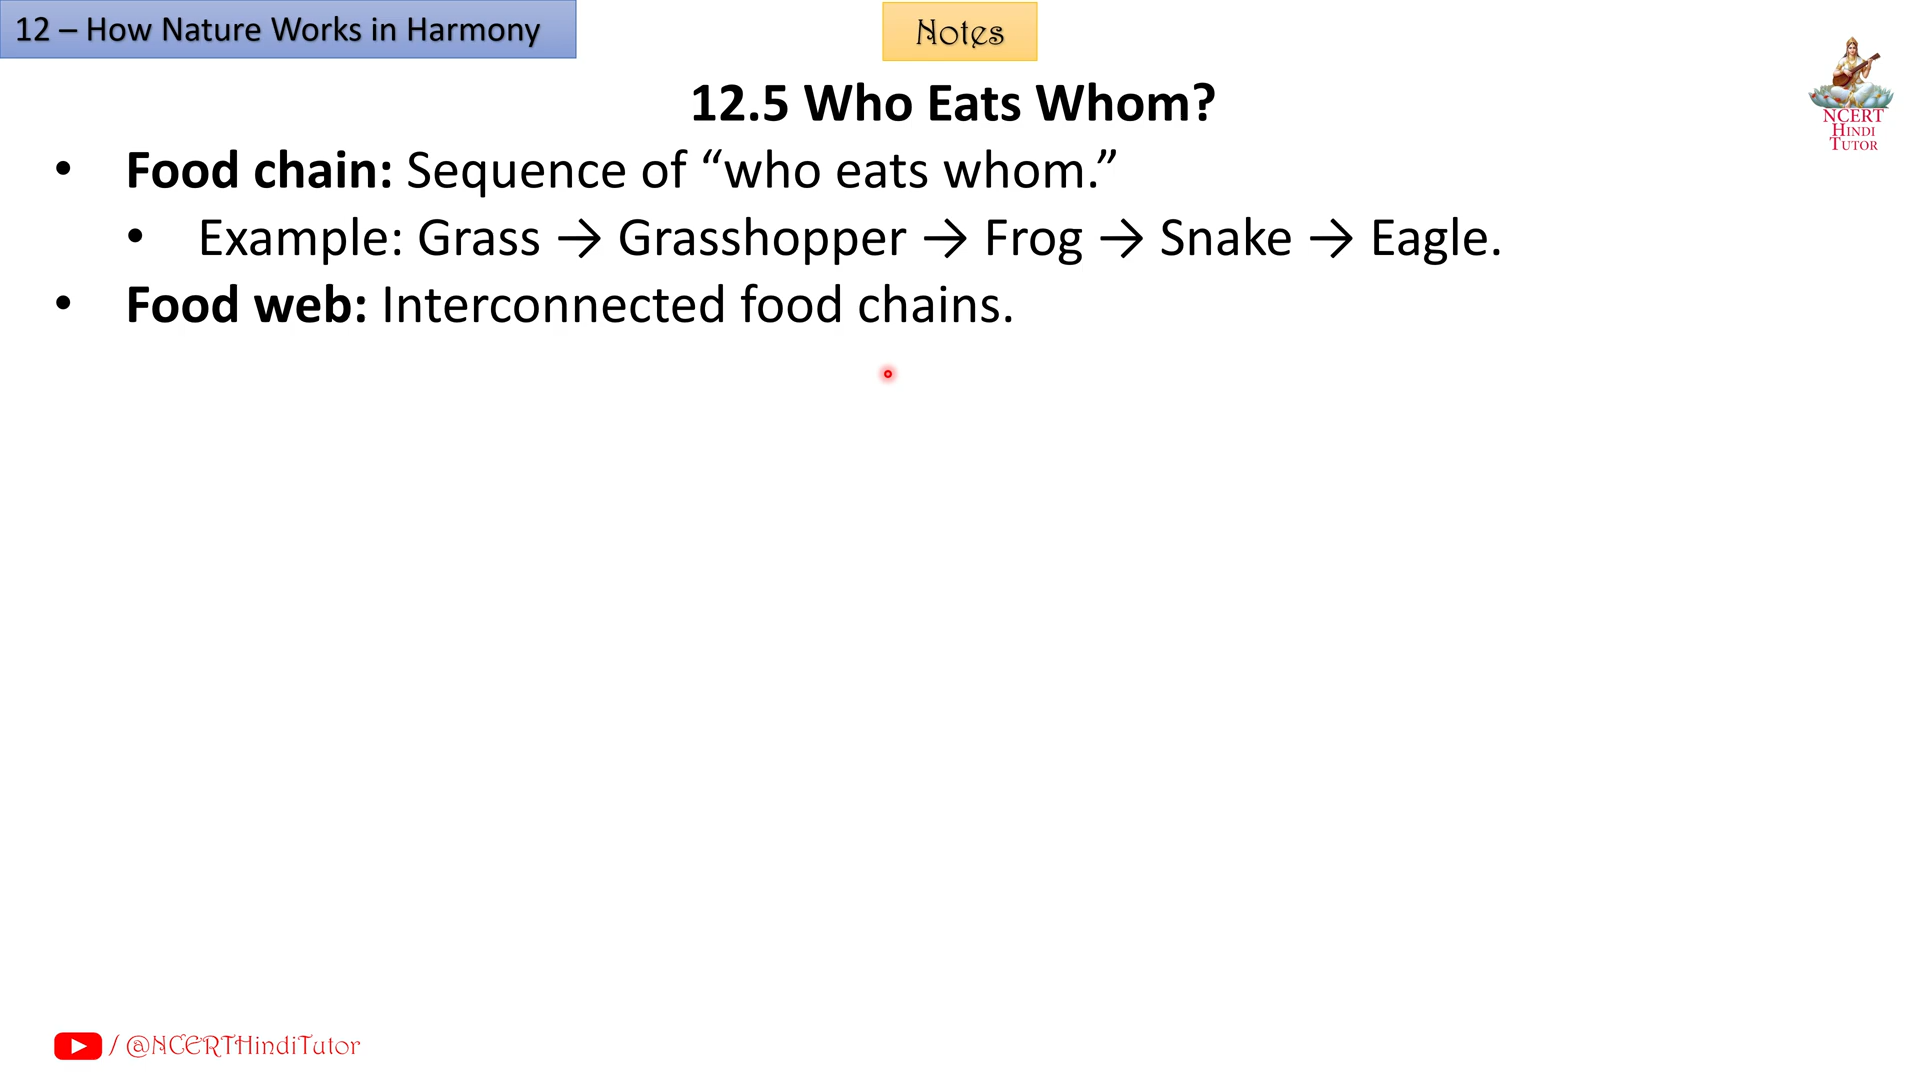 12 – How Nature Works in Harmony
Notes
NCERT
HINDI
TUTOR
12.5 Who Eats Whom?
• Food chain: Sequence of “who eats whom.”
• Example: Grass → Grasshopper → Frog → Snake → Eagle.
• Food web: Interconnected food chains.
/ @NCERTHindiTutor